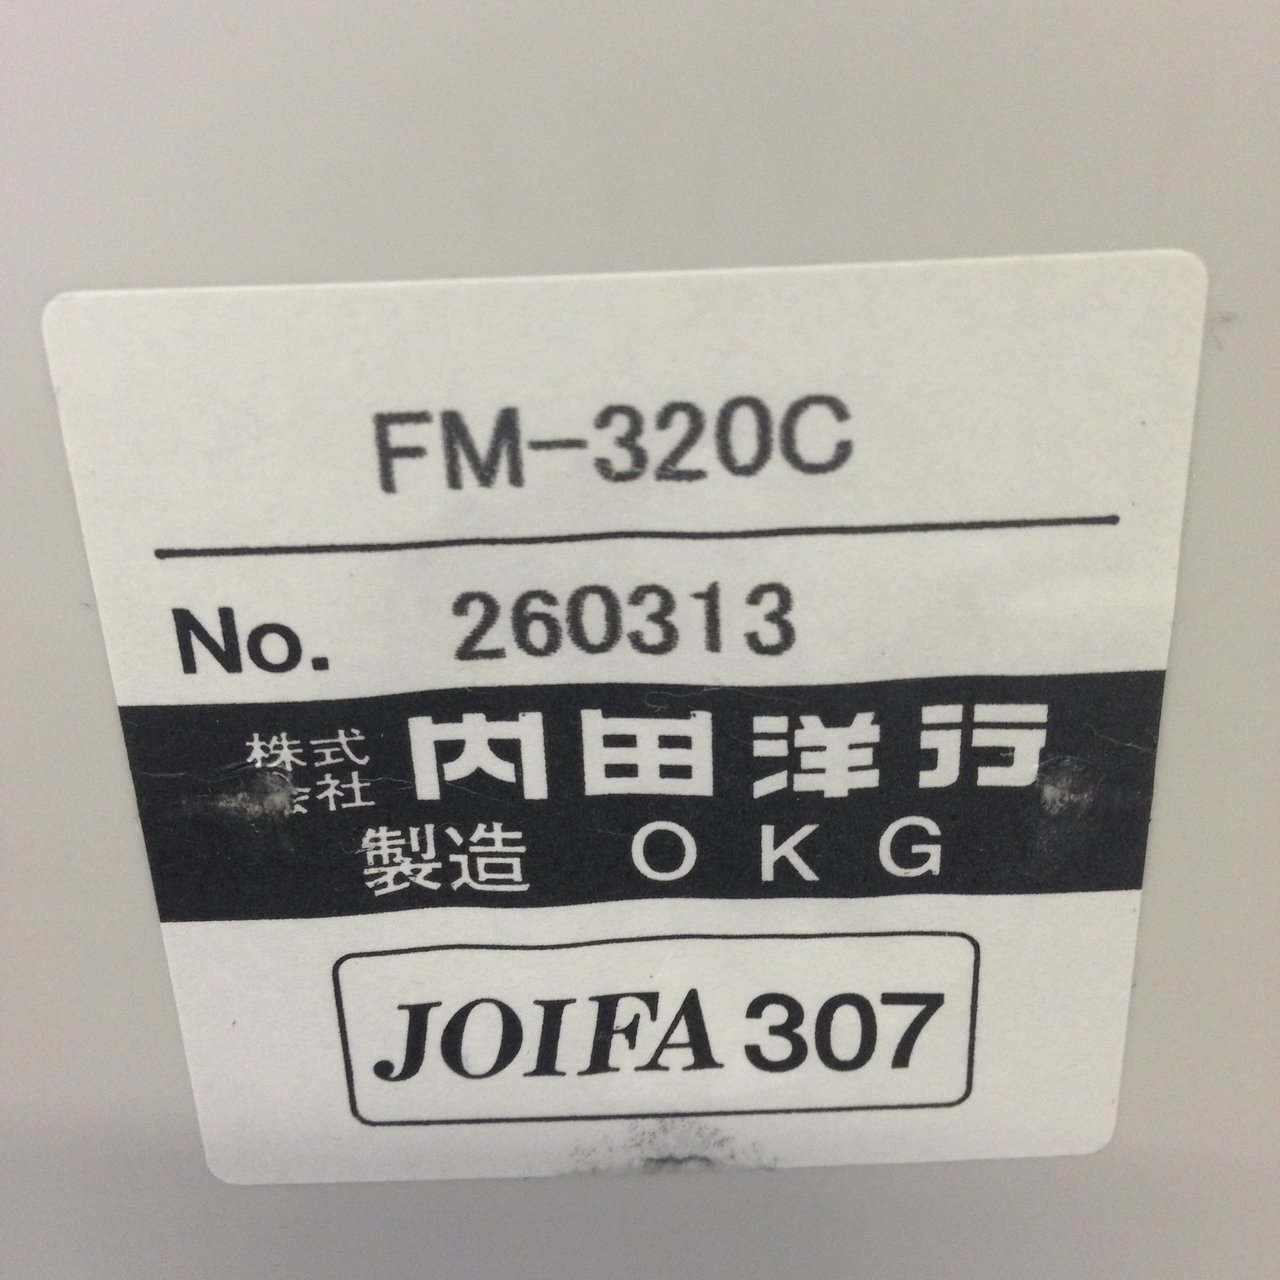 FM-320C
No. 260313
株式会社 内田洋行
製造 OKG
JOIFA 307